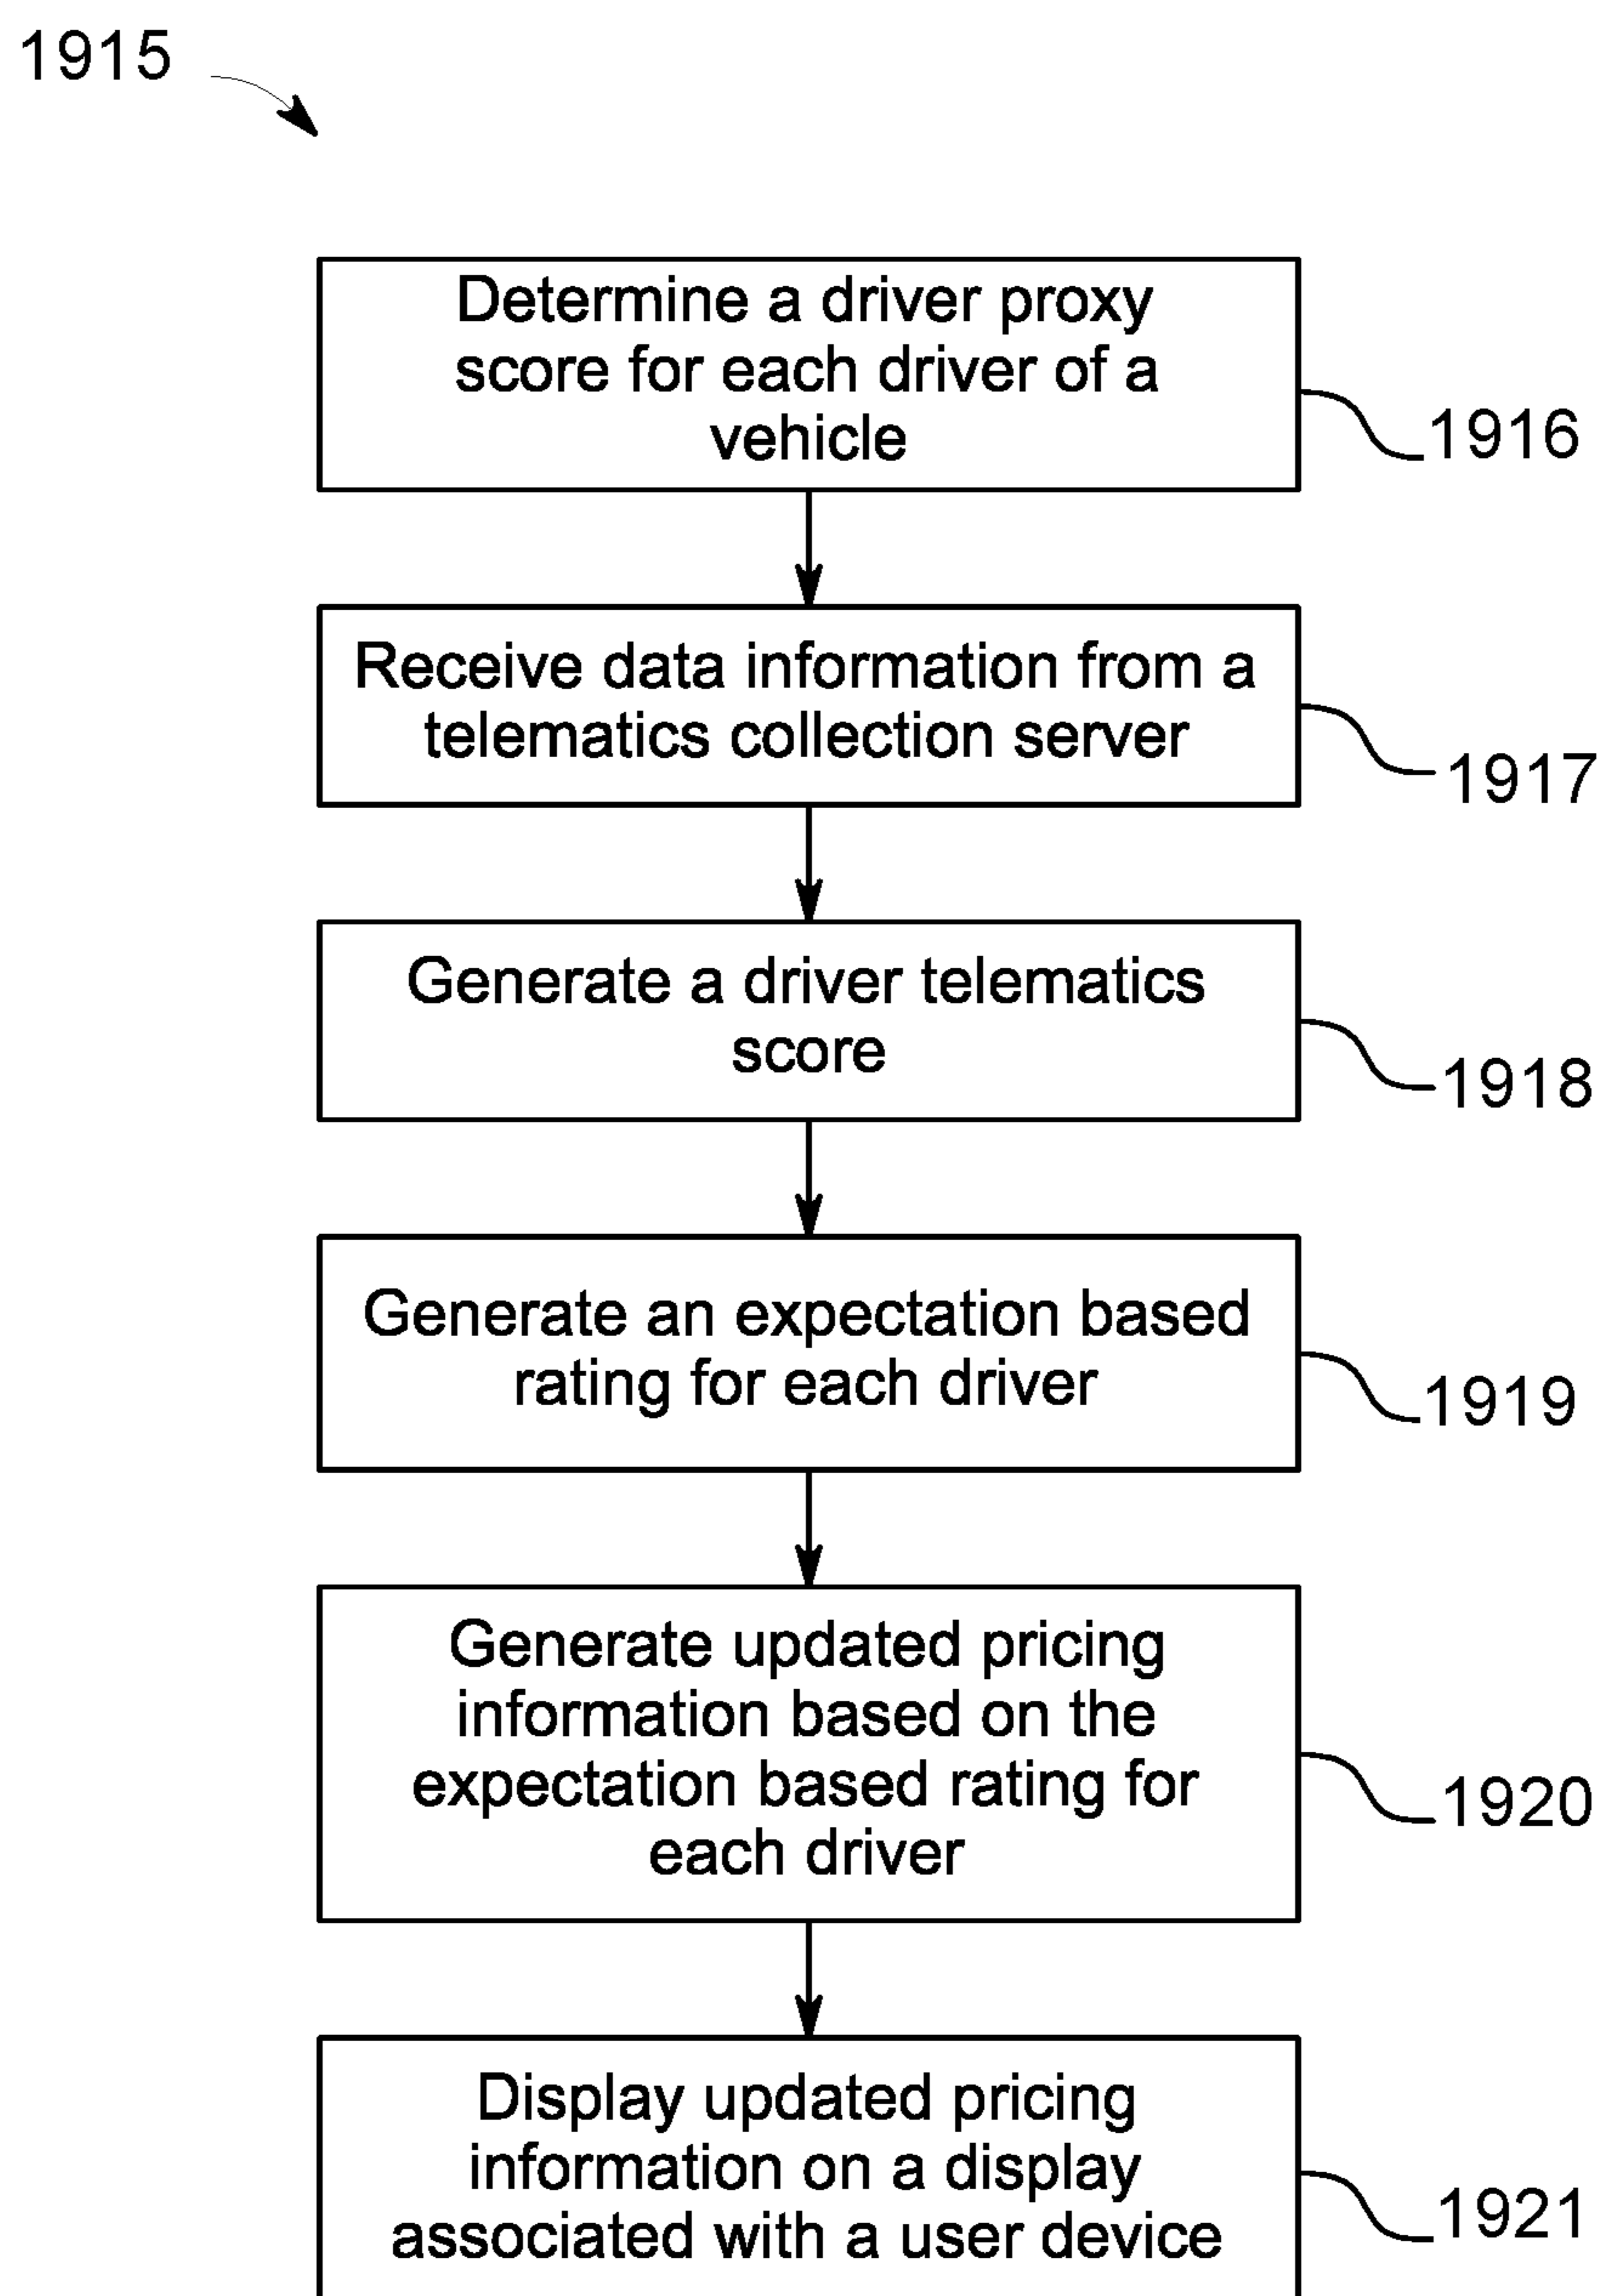 1915
Determine a driver proxy
score for each driver of a
vehicle
1916
Receive data information from a
telematics collection server
1917
Generate a driver telematics
score
1918
Generate an expectation based
rating for each driver
1919
Generate updated pricing
information based on the
expectation based rating for
each driver
1920
Display updated pricing
information on a display
associated with a user device
1921